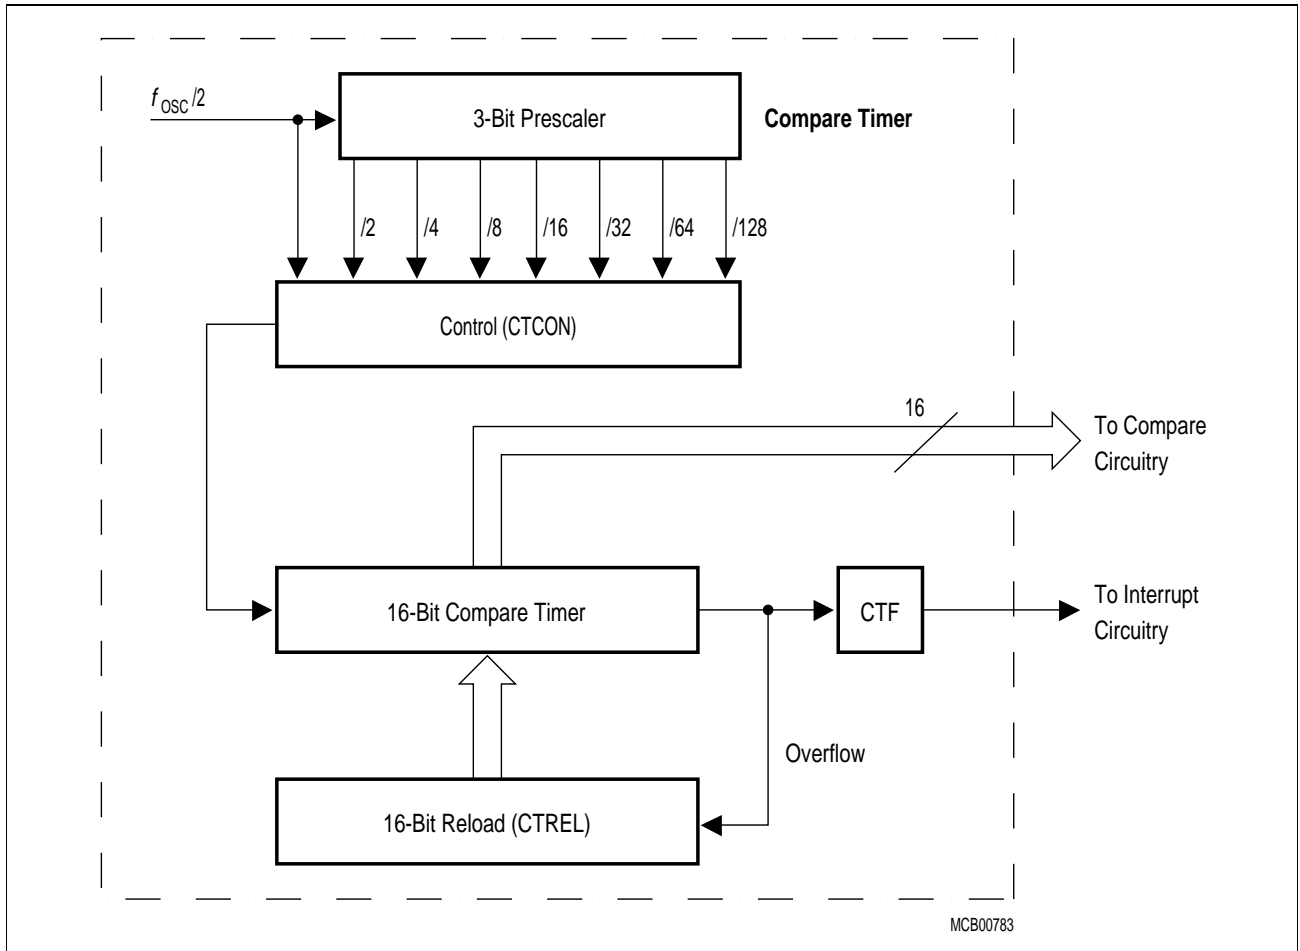 fOSC/2
3-Bit Prescaler
Compare Timer
/2 /4 /8 /16 /32 /64 /128
Control (CTCON)
16
To Compare
Circuitry
16-Bit Compare Timer
CTF
To Interrupt
Circuitry
Overflow
16-Bit Reload (CTREL)
MCB00783